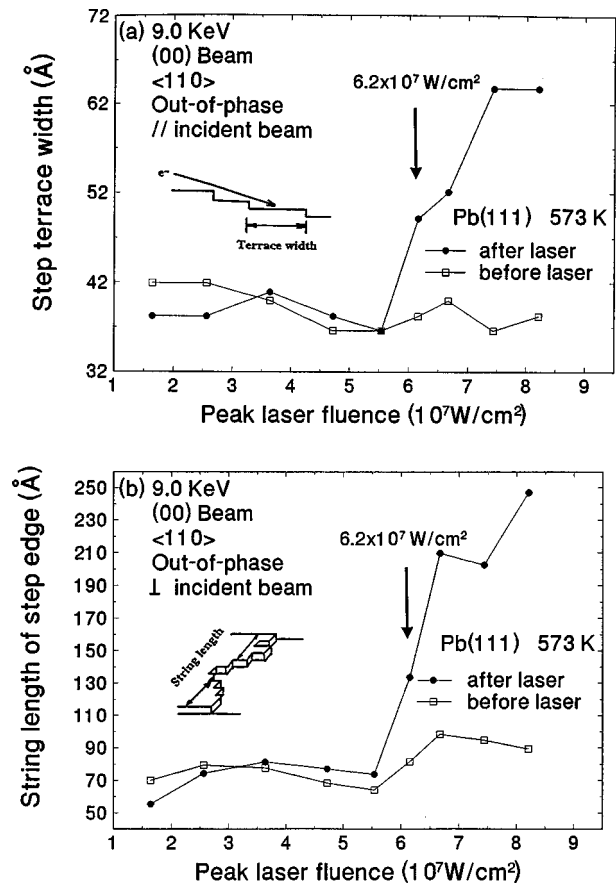 (a) 9.0 KeV
(00) Beam
<110>
Out-of-phase
// incident beam
6.2x10⁷ W/cm²
e⁻
Terrace width
Pb(111) 573 K
after laser
before laser
Step terrace width (Å)
62
52
42
32
1 2 3 4 5 6 7 8 9
Peak laser fluence (10⁷W/cm²)
(b) 9.0 KeV
(00) Beam
<110>
Out-of-phase
⊥ incident beam
6.2x10⁷ W/cm²
String length
Pb(111) 573 K
after laser
before laser
String length of step edge (Å)
250
230
210
190
170
150
130
110
90
70
50
1 2 3 4 5 6 7 8 9
Peak laser fluence (10⁷W/cm²)